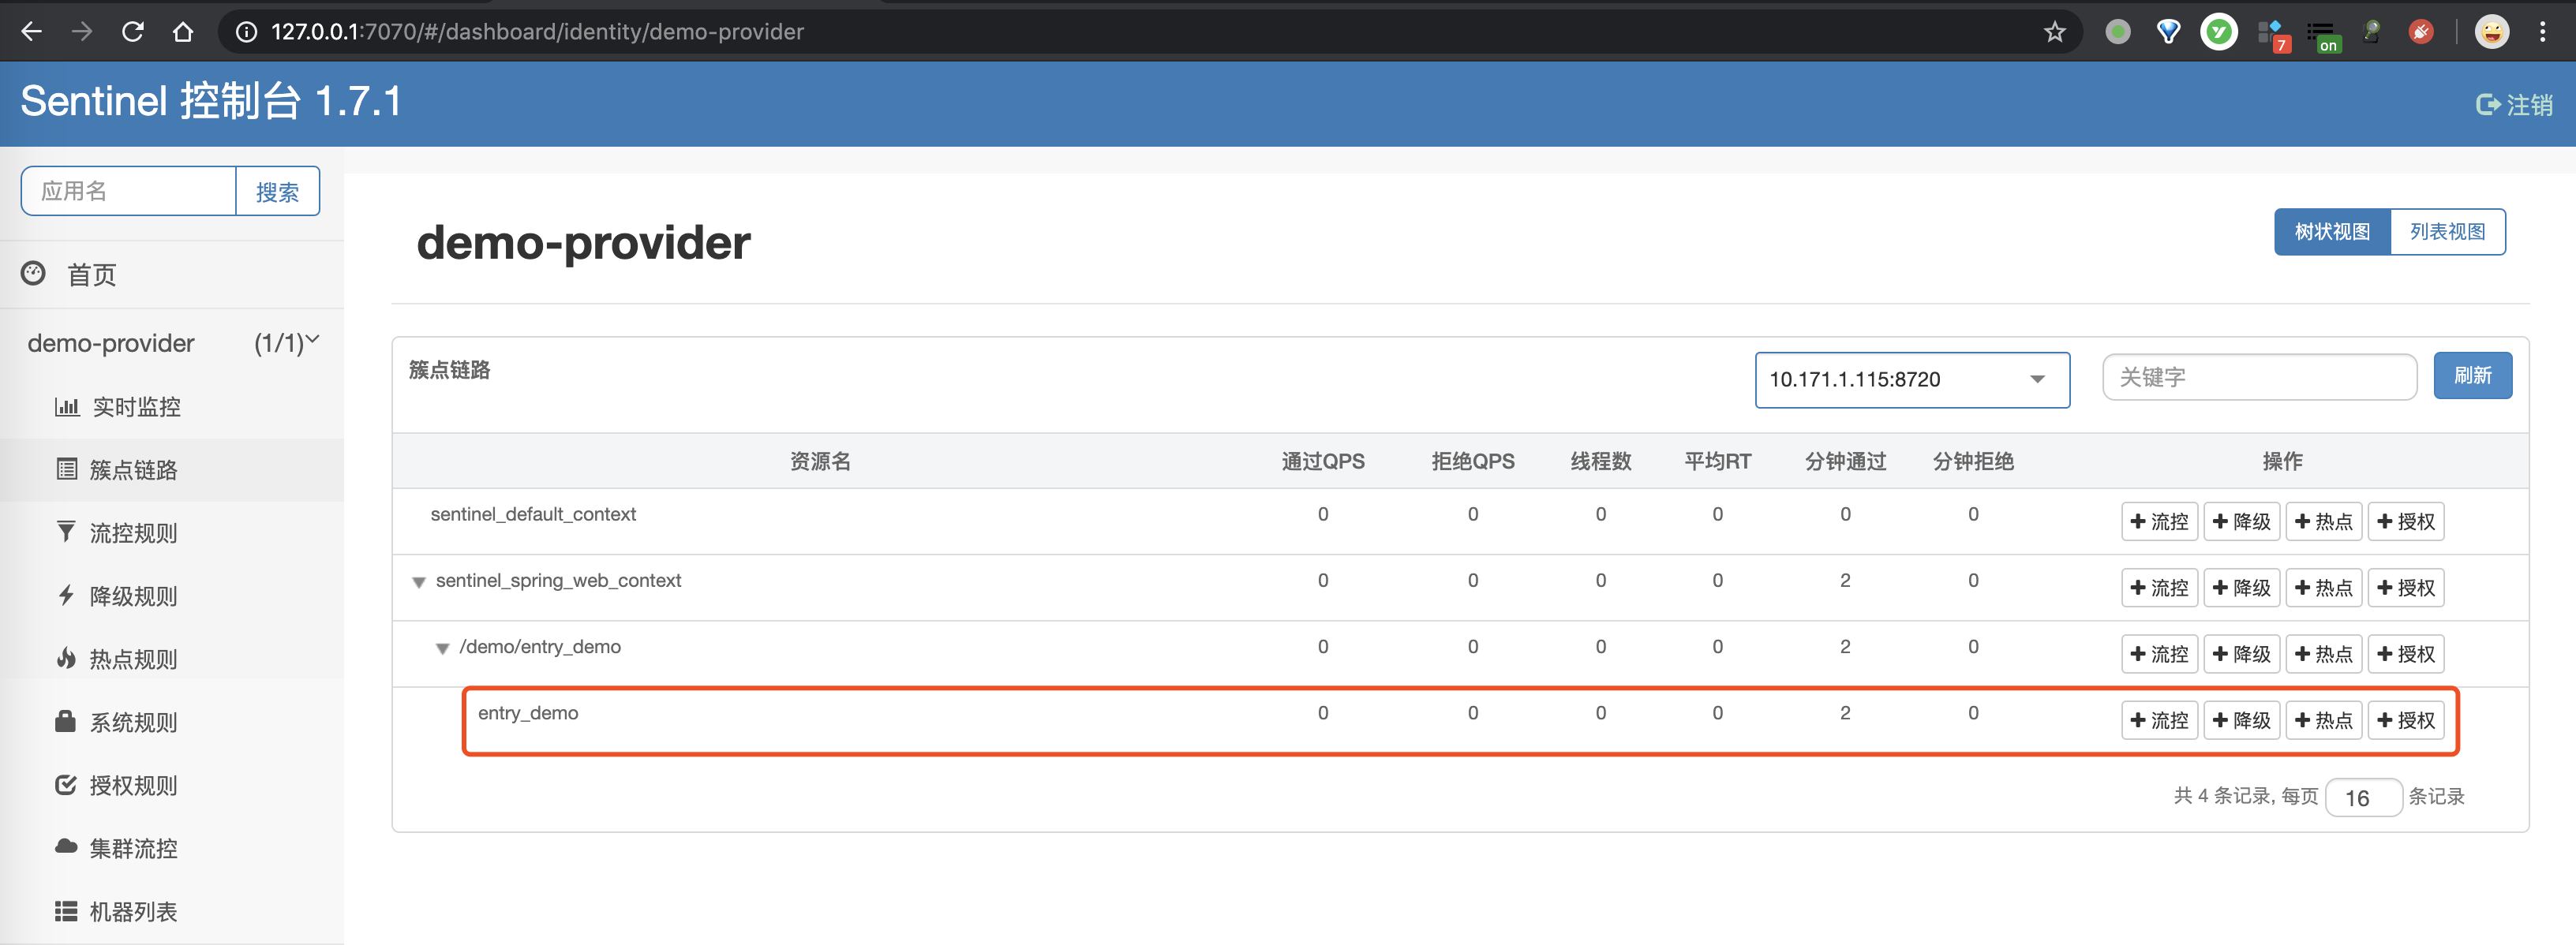 127.0.0.1:7070/#/dashboard/identity/demo-provider
7
on
Sentinel 控制台 1.7.1
注销
应用名 搜索
首页
demo-provider (1/1)
实时监控
簇点链路
流控规则
降级规则
热点规则
系统规则
授权规则
集群流控
机器列表
demo-provider
树状视图 列表视图
簇点链路 10.171.1.115:8720 关键字 刷新
资源名 通过QPS 拒绝QPS 线程数 平均RT 分钟通过 分钟拒绝 操作
sentinel_default_context 0 0 0 0 0 0 流控 降级 热点 授权
sentinel_spring_web_context 0 0 0 0 2 0 流控 降级 热点 授权
/demo/entry_demo 0 0 0 0 2 0 流控 降级 热点 授权
entry_demo 0 0 0 0 2 0 流控 降级 热点 授权
共 4 条记录, 每页 16 条记录